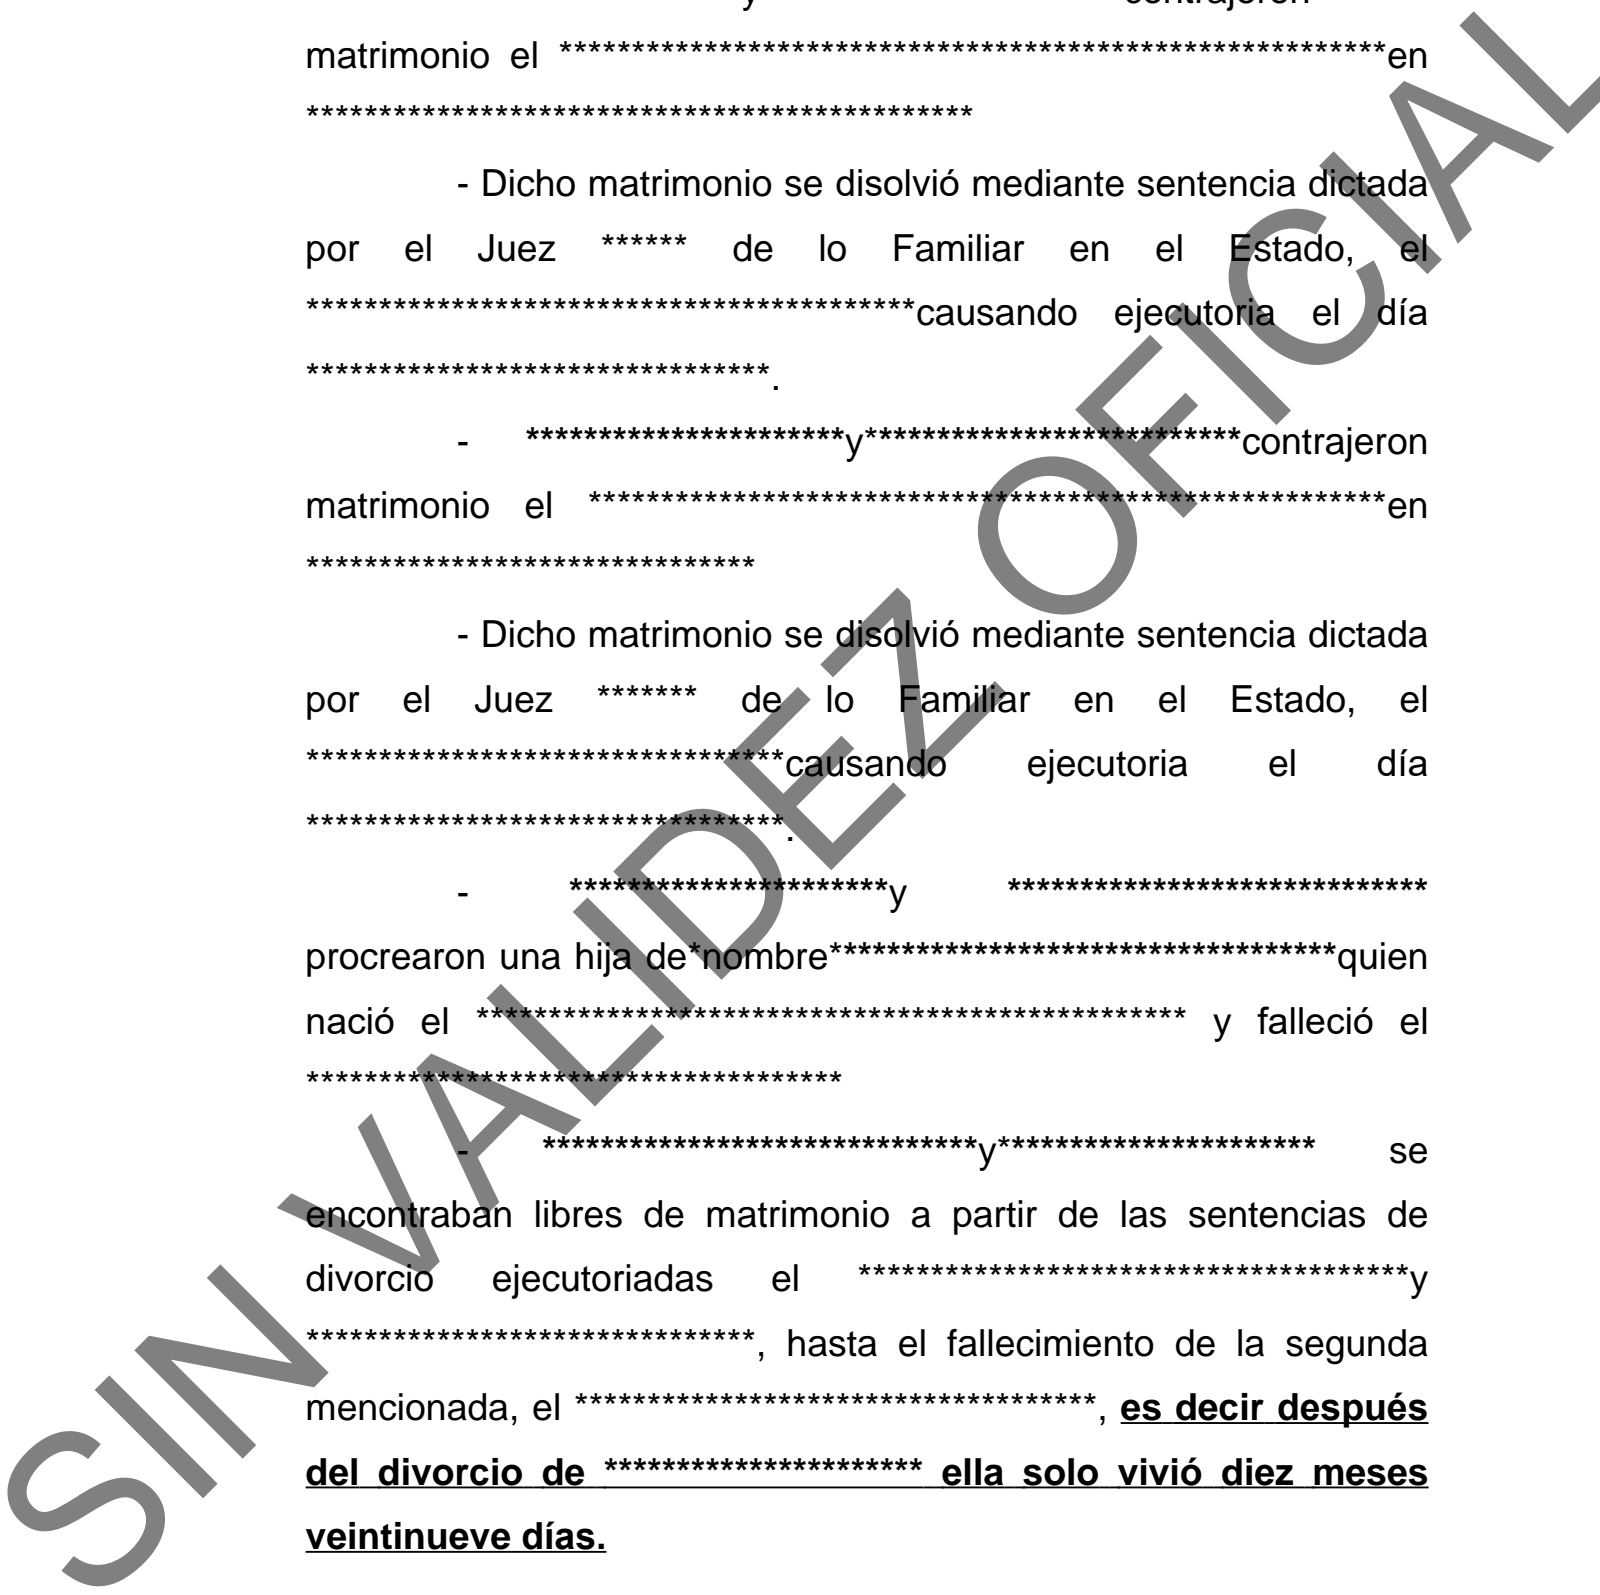 y contrajeron
matrimonio el *********************************************************en
**********************************************
- Dicho matrimonio se disolvió mediante sentencia dictada
por el Juez ****** de lo Familiar en el Estado, el
******************************************causando ejecutoria el día
********************************.
- **********************y**************************contrajeron
matrimonio el *******************************************************en
*******************************
- Dicho matrimonio se disolvió mediante sentencia dictada
por el Juez ******* de lo Familiar en el Estado, el
*********************************causando ejecutoria el día
*********************************.
- **********************y *****************************
procrearon una hija de*nombre***********************************quien
nació el ************************************************* y falleció el
*************************************
- ******************************y********************** se
encontraban libres de matrimonio a partir de las sentencias de
divorcio ejecutoriadas el **************************************y
*******************************, hasta el fallecimiento de la segunda
mencionada, el ************************************, es decir después
del divorcio de ********************** ella solo vivió diez meses
veintinueve días.
SIN VALIDEZ OFICIAL